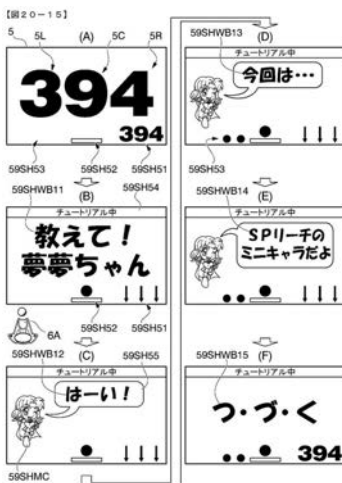 【図20-15】
5 5L (A) 5C 5R
394
394
59SH53 59SH52 59SH51
(B)
59SHWB11 59SH54
チュートリアル中
教えて!
夢夢ちゃん
6A
59SH52 59SH51
(C)
59SHWB12 59SH55
チュートリアル中
はーい!
59SHMC
(D)
59SHWB13
チュートリアル中
今回は…
59SH53
(E)
59SHWB14
チュートリアル中
SPリーチの
ミニキャラだよ
(F)
59SHWB15
チュートリアル中
つ・づ・く
394